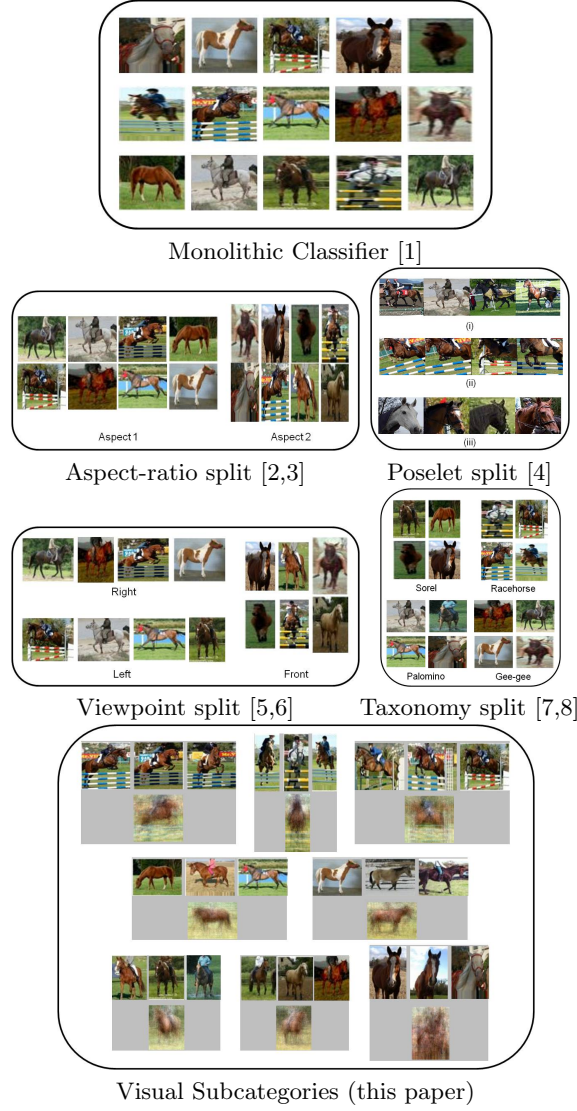 Monolithic Classifier [1]
Aspect 1
Aspect 2
(i)
(ii)
(iii)
Aspect-ratio split [2,3]
Poselet split [4]
Right
Left
Front
Sorel
Racehorse
Palomino
Gee-gee
Viewpoint split [5,6]
Taxonomy split [7,8]
Visual Subcategories (this paper)